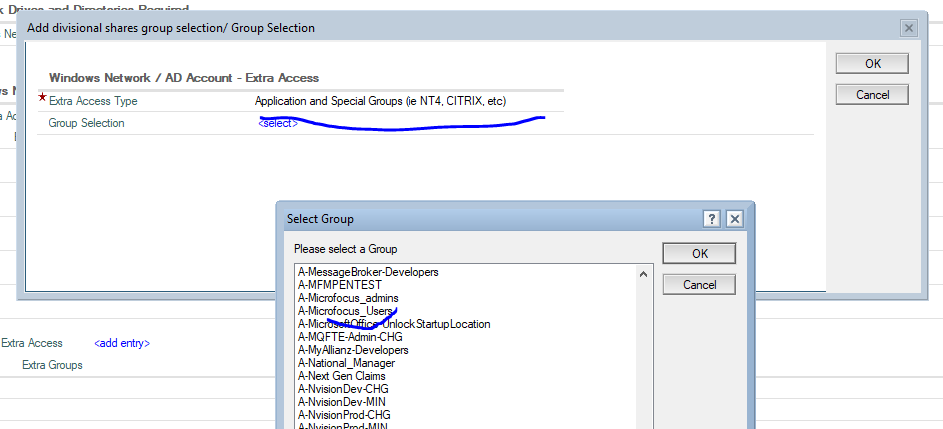 k Drives and Directories Required
s Ne
Add divisional shares group selection/ Group Selection
OK
Cancel
Windows Network / AD Account - Extra Access
* Extra Access Type Application and Special Groups (ie NT4, CITRIX, etc)
Group Selection <select>
Select Group
Please select a Group
OK
Cancel
A-MessageBroker-Developers
A-MFMPENTEST
A-Microfocus_admins
A-Microfocus_Users
A-MicrosoftOffice-UnlockStartupLocation
A-MQFTE-Admin-CHG
A-MyAllianz-Developers
A-National_Manager
A-Next Gen Claims
A-NvisionDev-CHG
A-NvisionDev-MIN
A-NvisionProd-CHG
A-NvisionProd-MIN
Extra Access <add entry>
Extra Groups